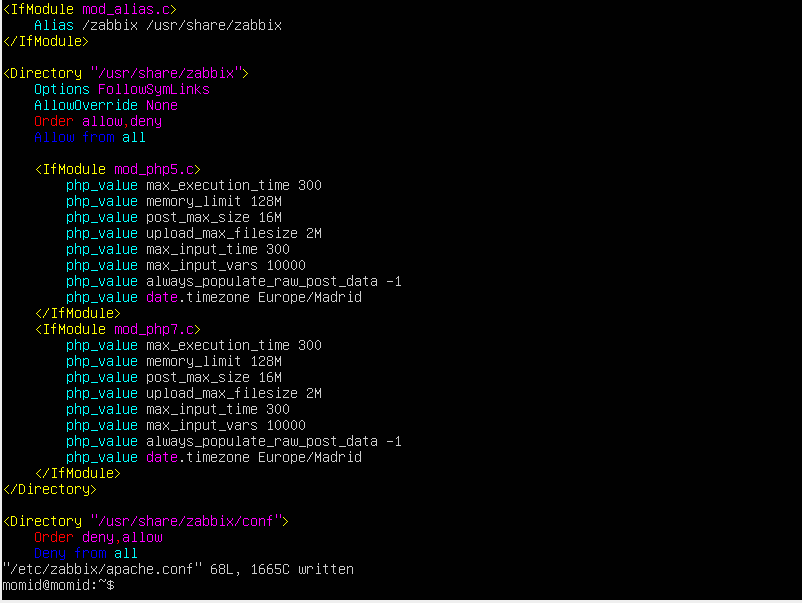 <IfModule mod_alias.c>
    Alias /zabbix /usr/share/zabbix
</IfModule>

<Directory "/usr/share/zabbix">
    Options FollowSymLinks
    AllowOverride None
    Order allow,deny
    Allow from all

    <IfModule mod_php5.c>
        php_value max_execution_time 300
        php_value memory_limit 128M
        php_value post_max_size 16M
        php_value upload_max_filesize 2M
        php_value max_input_time 300
        php_value max_input_vars 10000
        php_value always_populate_raw_post_data -1
        php_value date.timezone Europe/Madrid
    </IfModule>
    <IfModule mod_php7.c>
        php_value max_execution_time 300
        php_value memory_limit 128M
        php_value post_max_size 16M
        php_value upload_max_filesize 2M
        php_value max_input_time 300
        php_value max_input_vars 10000
        php_value always_populate_raw_post_data -1
        php_value date.timezone Europe/Madrid
    </IfModule>
</Directory>

<Directory "/usr/share/zabbix/conf">
    Order deny,allow
    Deny from all
"/etc/zabbix/apache.conf" 68L, 1665C written
momid@momid:~$